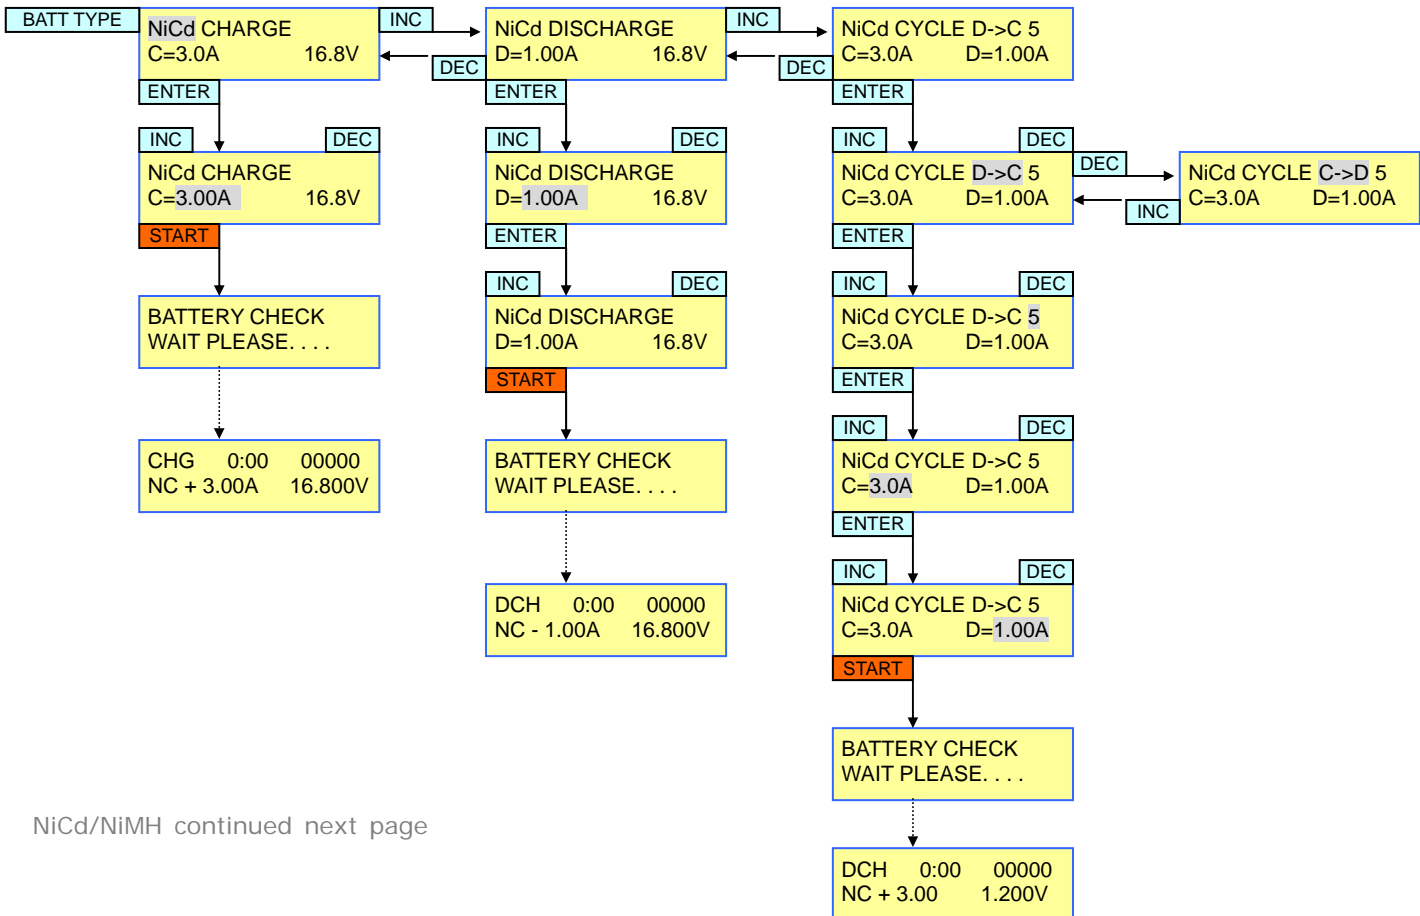 BATT TYPE
NiCd CHARGE
C=3.0A 16.8V
INC
DEC
NiCd DISCHARGE
D=1.00A 16.8V
INC
DEC
NiCd CYCLE D->C 5
C=3.0A D=1.00A
ENTER
ENTER
ENTER
INC DEC
NiCd CHARGE
C=3.00A 16.8V
START
INC DEC
NiCd DISCHARGE
D=1.00A 16.8V
ENTER
INC DEC
NiCd CYCLE D->C 5
C=3.0A D=1.00A
ENTER
DEC
INC
NiCd CYCLE C->D 5
C=3.0A D=1.00A
BATTERY CHECK
WAIT PLEASE. . . .
INC DEC
NiCd DISCHARGE
D=1.00A 16.8V
START
INC DEC
NiCd CYCLE D->C 5
C=3.0A D=1.00A
ENTER
CHG 0:00 00000
NC + 3.00A 16.800V
BATTERY CHECK
WAIT PLEASE. . . .
INC DEC
NiCd CYCLE D->C 5
C=3.0A D=1.00A
ENTER
DCH 0:00 00000
NC - 1.00A 16.800V
INC DEC
NiCd CYCLE D->C 5
C=3.0A D=1.00A
START
BATTERY CHECK
WAIT PLEASE. . . .
NiCd/NiMH continued next page
DCH 0:00 00000
NC + 3.00 1.200V